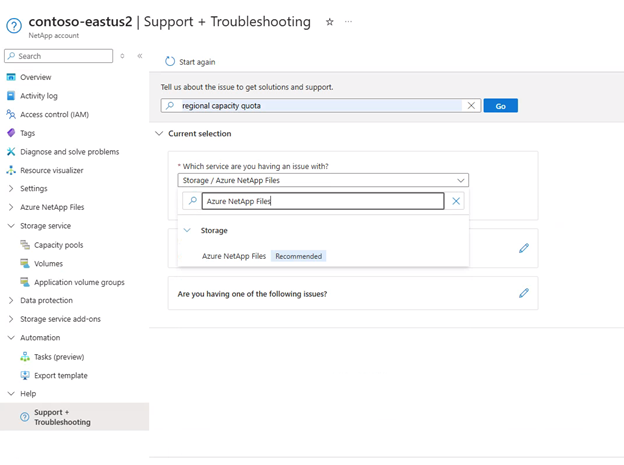 contoso-eastus2 | Support + Troubleshooting
NetApp account
Search
Overview
Activity log
Access control (IAM)
Tags
Diagnose and solve problems
Resource visualizer
Settings
Azure NetApp Files
Storage service
Capacity pools
Volumes
Application volume groups
Data protection
Storage service add-ons
Automation
Tasks (preview)
Export template
Help
Support +
Troubleshooting
Start again
Tell us about the issue to get solutions and support.
regional capacity quota
Go
Current selection
* Which service are you having an issue with?
Storage / Azure NetApp Files
Azure NetApp Files
Storage
Azure NetApp Files Recommended
Are you having one of the following issues?